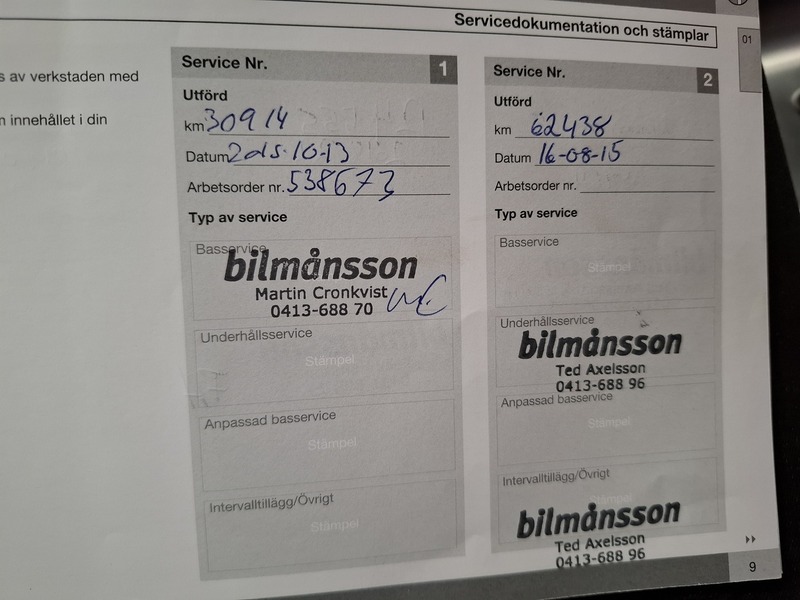 Servicedokumentation och stämplar
01
s av verkstaden med
n innehållet i din
Service Nr. 1
Utförd
km 30914
Datum 2015-10-13
Arbetsorder nr. 538673
Typ av service
Basservice
bilmånsson
Martin Cronkvist
0413-688 70
Underhållsservice
Stämpel
Anpassad basservice
Stämpel
Intervalltillägg/Övrigt
Stämpel
Service Nr. 2
Utförd
km 62438
Datum 16-08-15
Arbetsorder nr.
Typ av service
Basservice
Stämpel
Underhållsservice
bilmånsson
Ted Axelsson
0413-688 96
Anpassad basservice
Stämpel
Intervalltillägg/Övrigt
Stämpel
bilmånsson
Ted Axelsson
0413-688 96
9